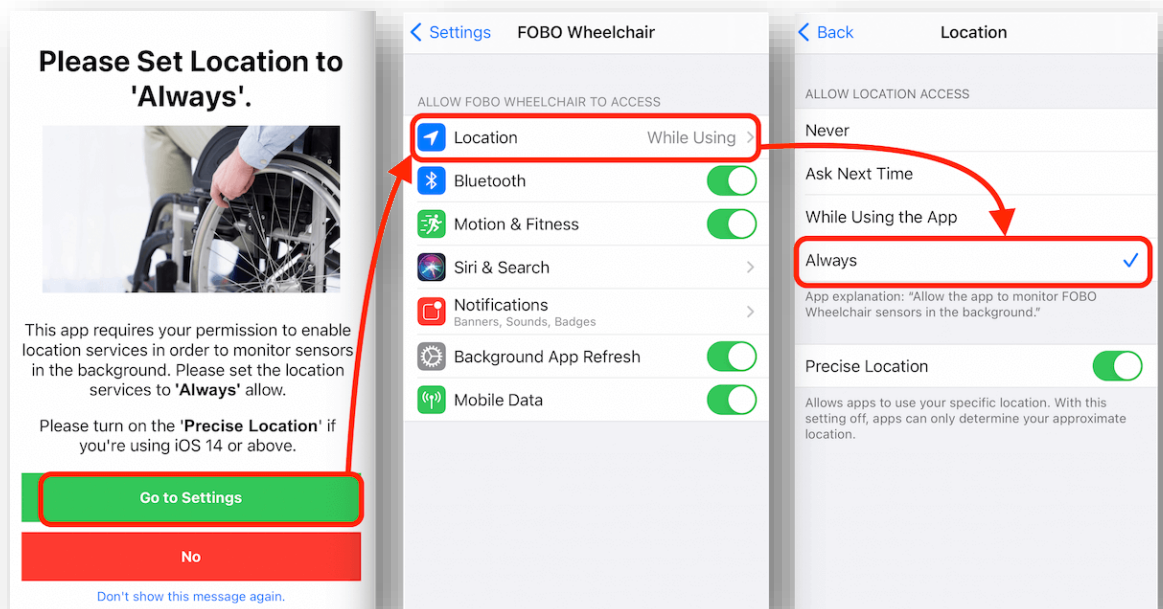 Please Set Location to
'Always'.
This app requires your permission to enable
location services in order to monitor sensors
in the background. Please set the location
services to 'Always' allow.
Please turn on the 'Precise Location' if
you're using iOS 14 or above.
Go to Settings
No
Don't show this message again.
Settings
FOBO Wheelchair
ALLOW FOBO WHEELCHAIR TO ACCESS
Location While Using
Bluetooth
Motion & Fitness
Siri & Search
Notifications
Banners, Sounds, Badges
Background App Refresh
Mobile Data
Back
Location
ALLOW LOCATION ACCESS
Never
Ask Next Time
While Using the App
Always
App explanation: “Allow the app to monitor FOBO
Wheelchair sensors in the background.”
Precise Location
Allows apps to use your specific location. With this
setting off, apps can only determine your approximate
location.